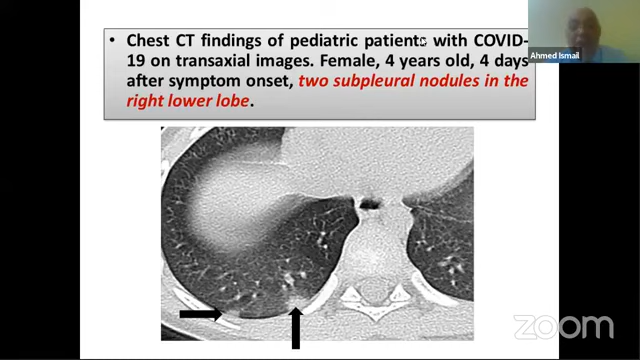 • Chest CT findings of pediatric patients with COVID-
19 on transaxial images. Female, 4 years old, 4 days
after symptom onset, two subpleural nodules in the
right lower lobe.
Ahmed Ismail
zoom